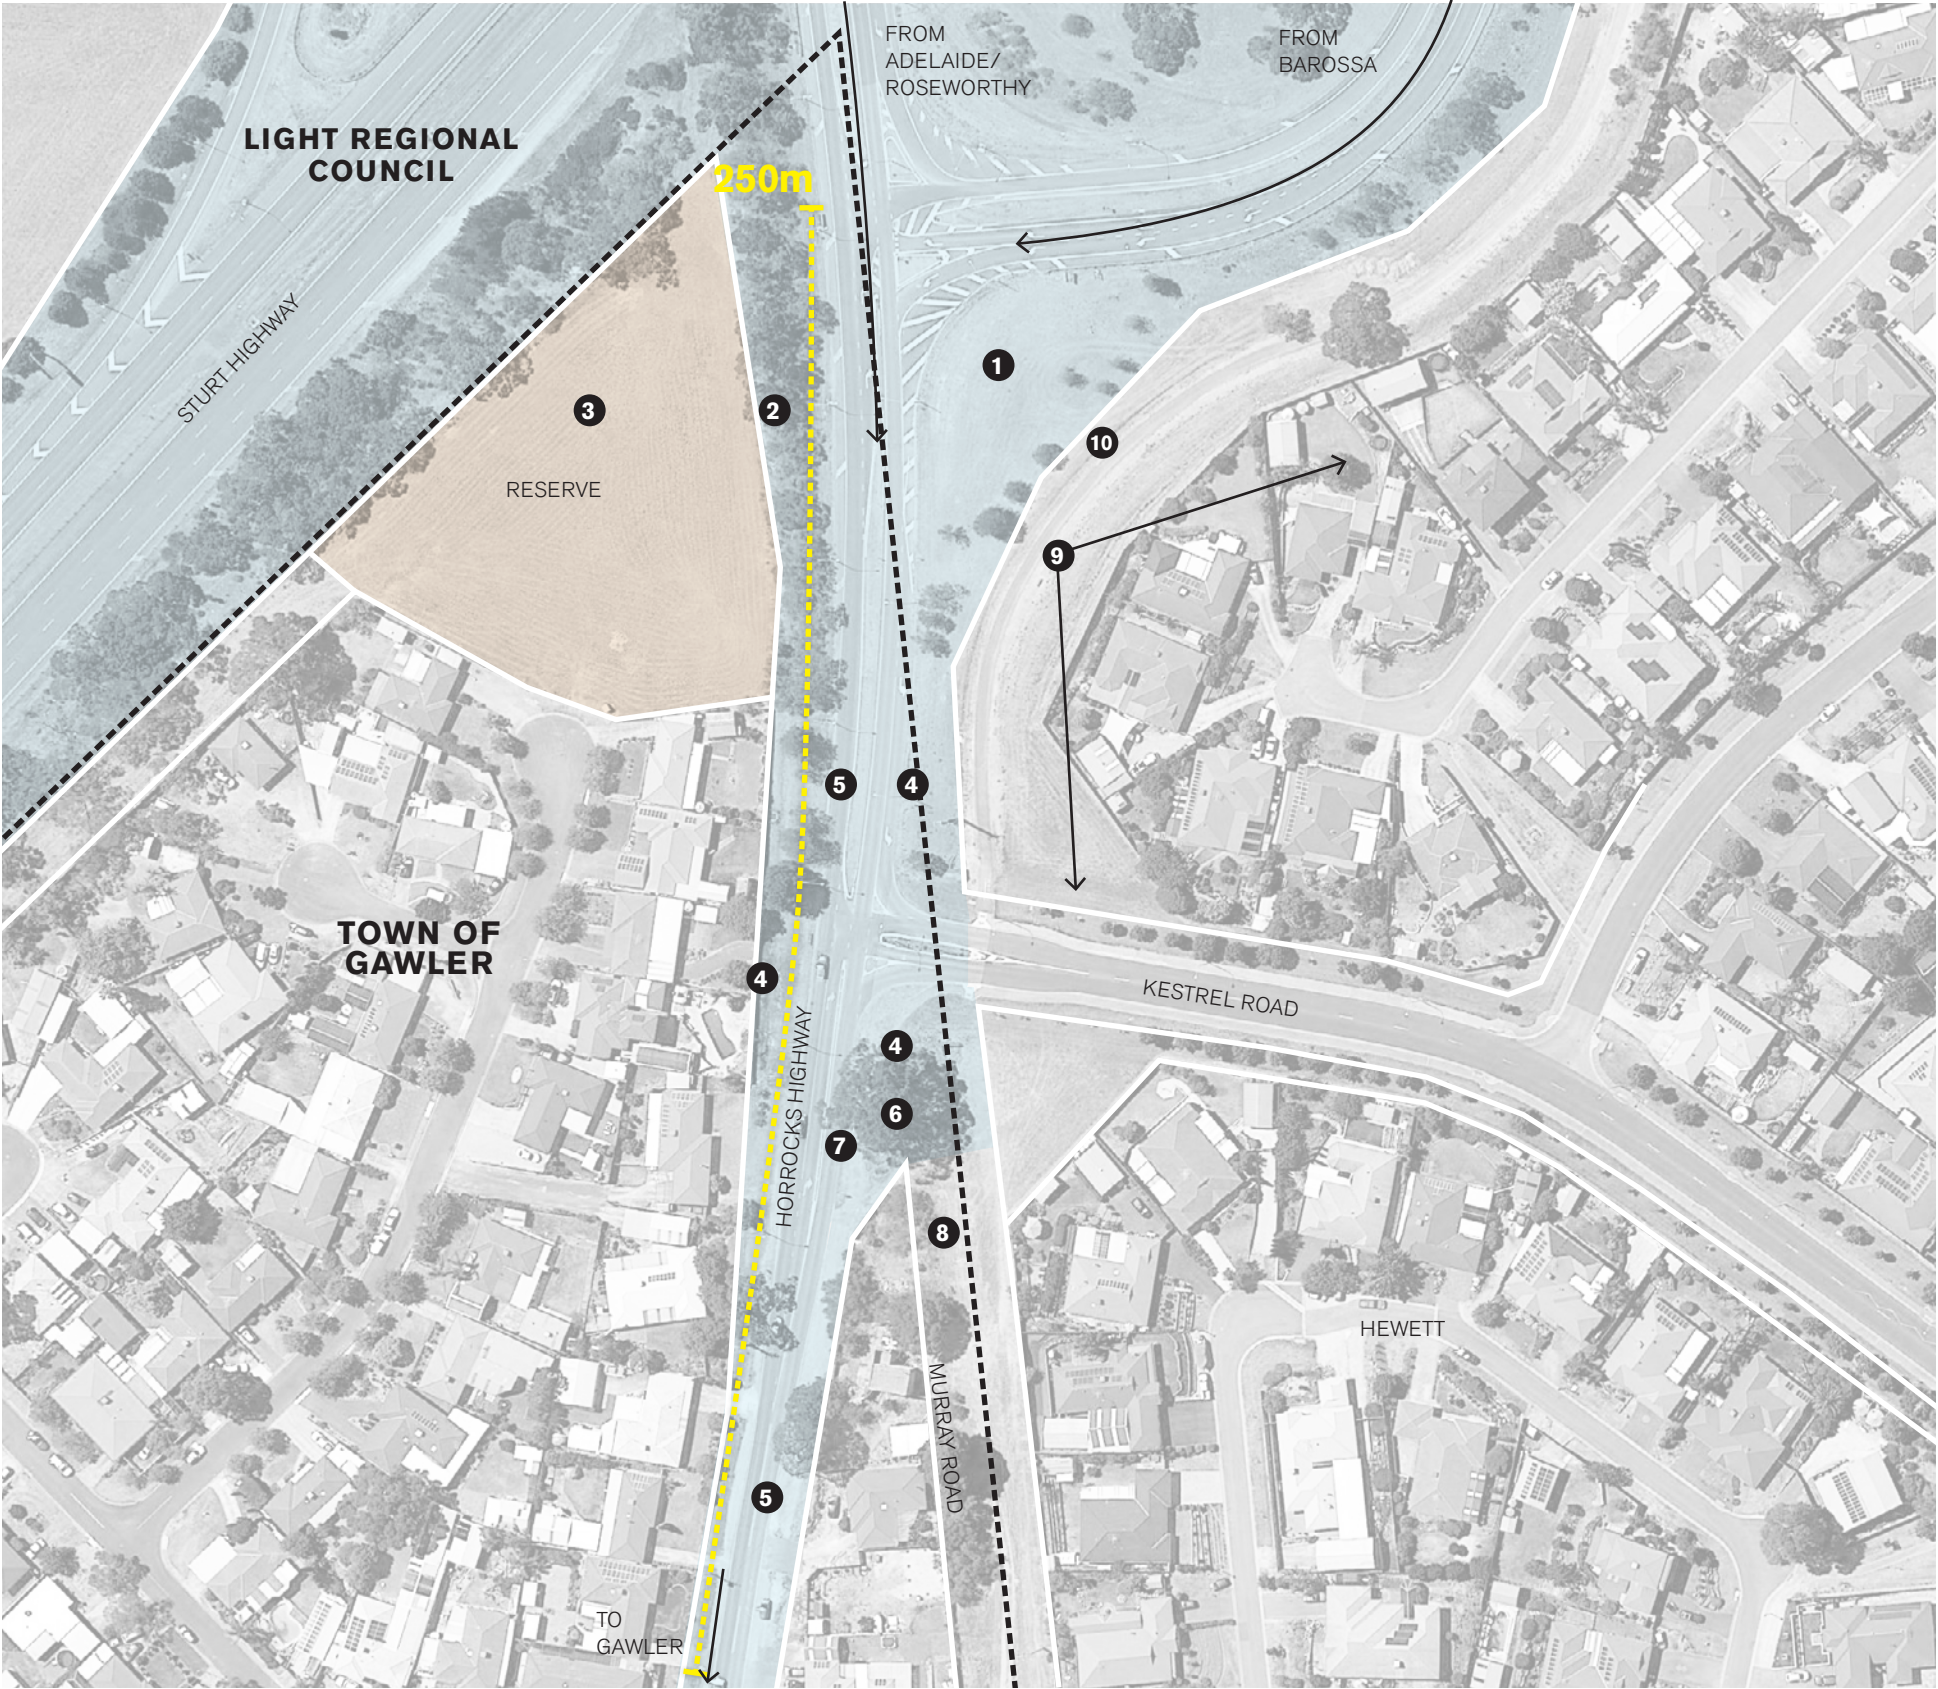 FROM
ADELAIDE/
ROSEWORTHY
FROM
BAROSSA
LIGHT REGIONAL
COUNCIL
250m
STURT HIGHWAY
1
3
2
10
RESERVE
9
5
4
TOWN OF
GAWLER
4
KESTREL ROAD
HORROCKS HIGHWAY
4
6
7
8
HEWETT
MURRAY ROAD
5
TO
GAWLER